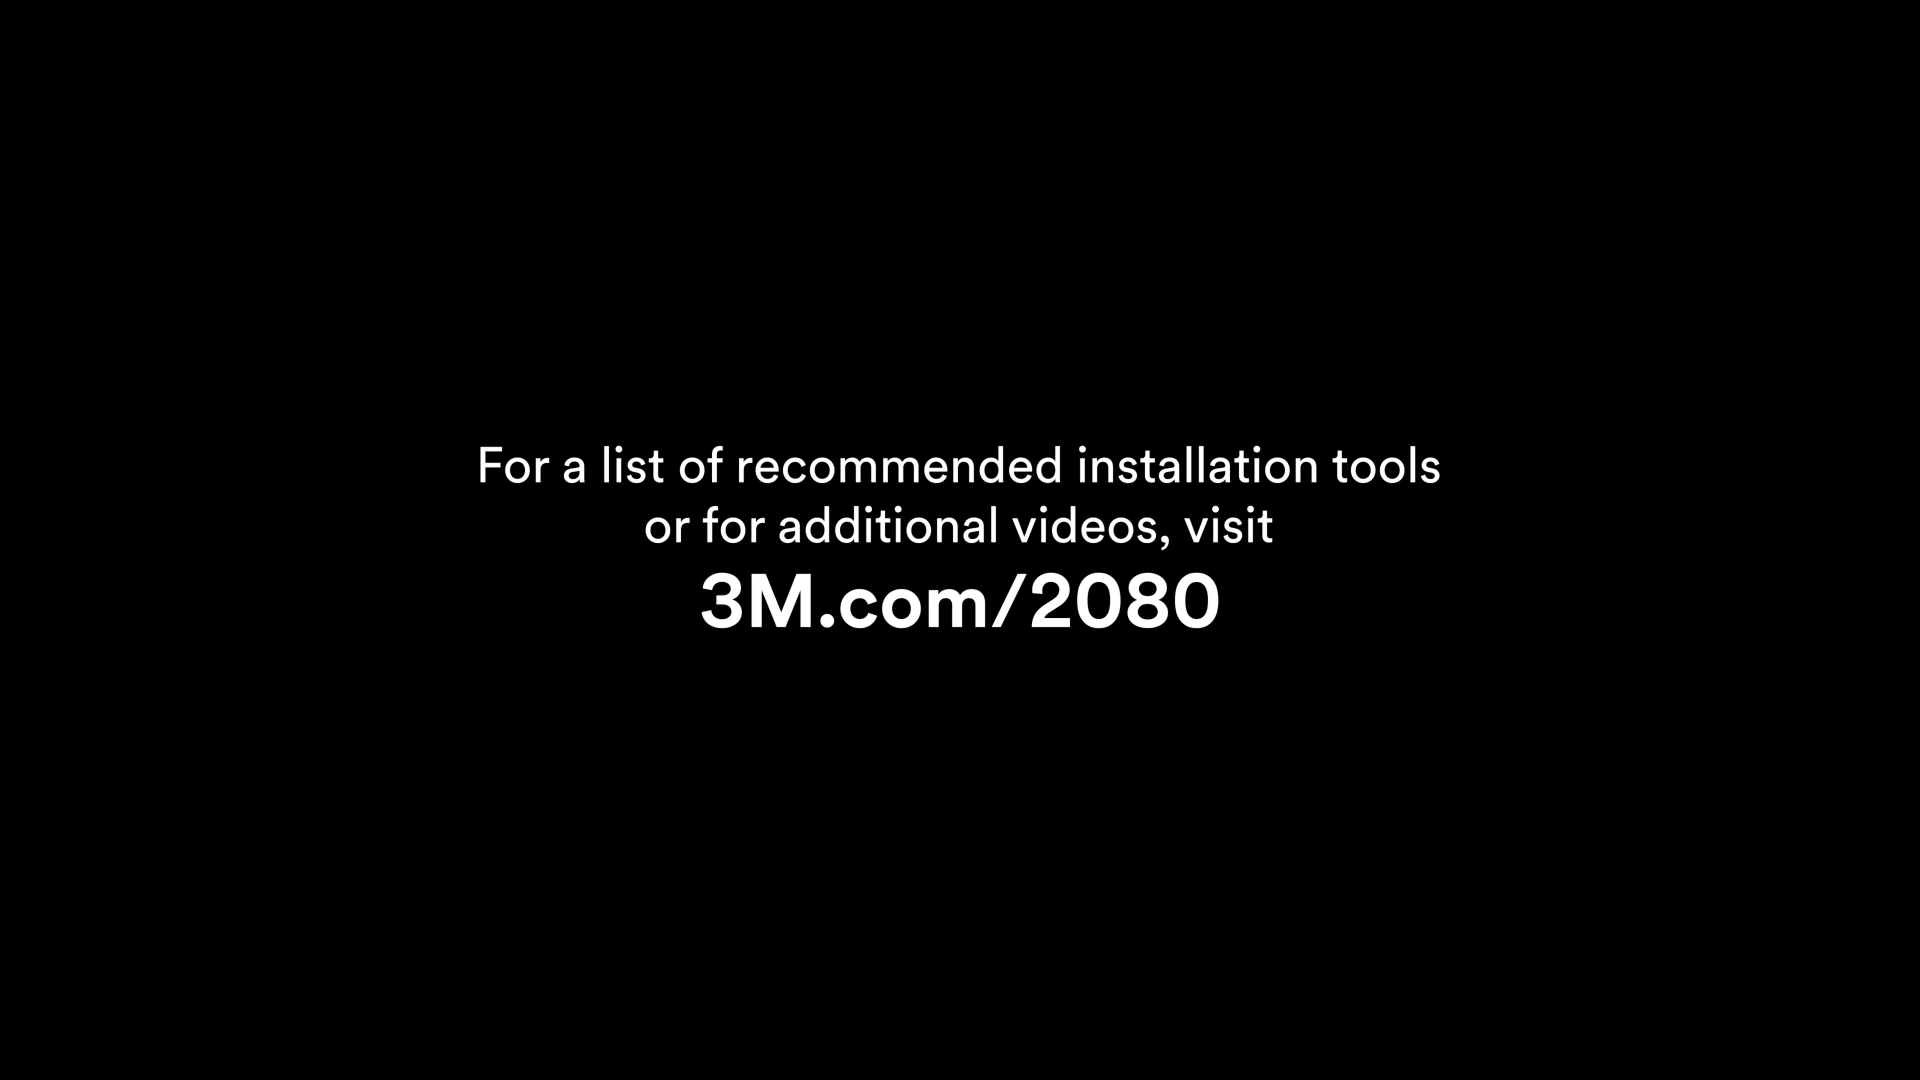 For a list of recommended installation tools
or for additional videos, visit
3M.com/2080